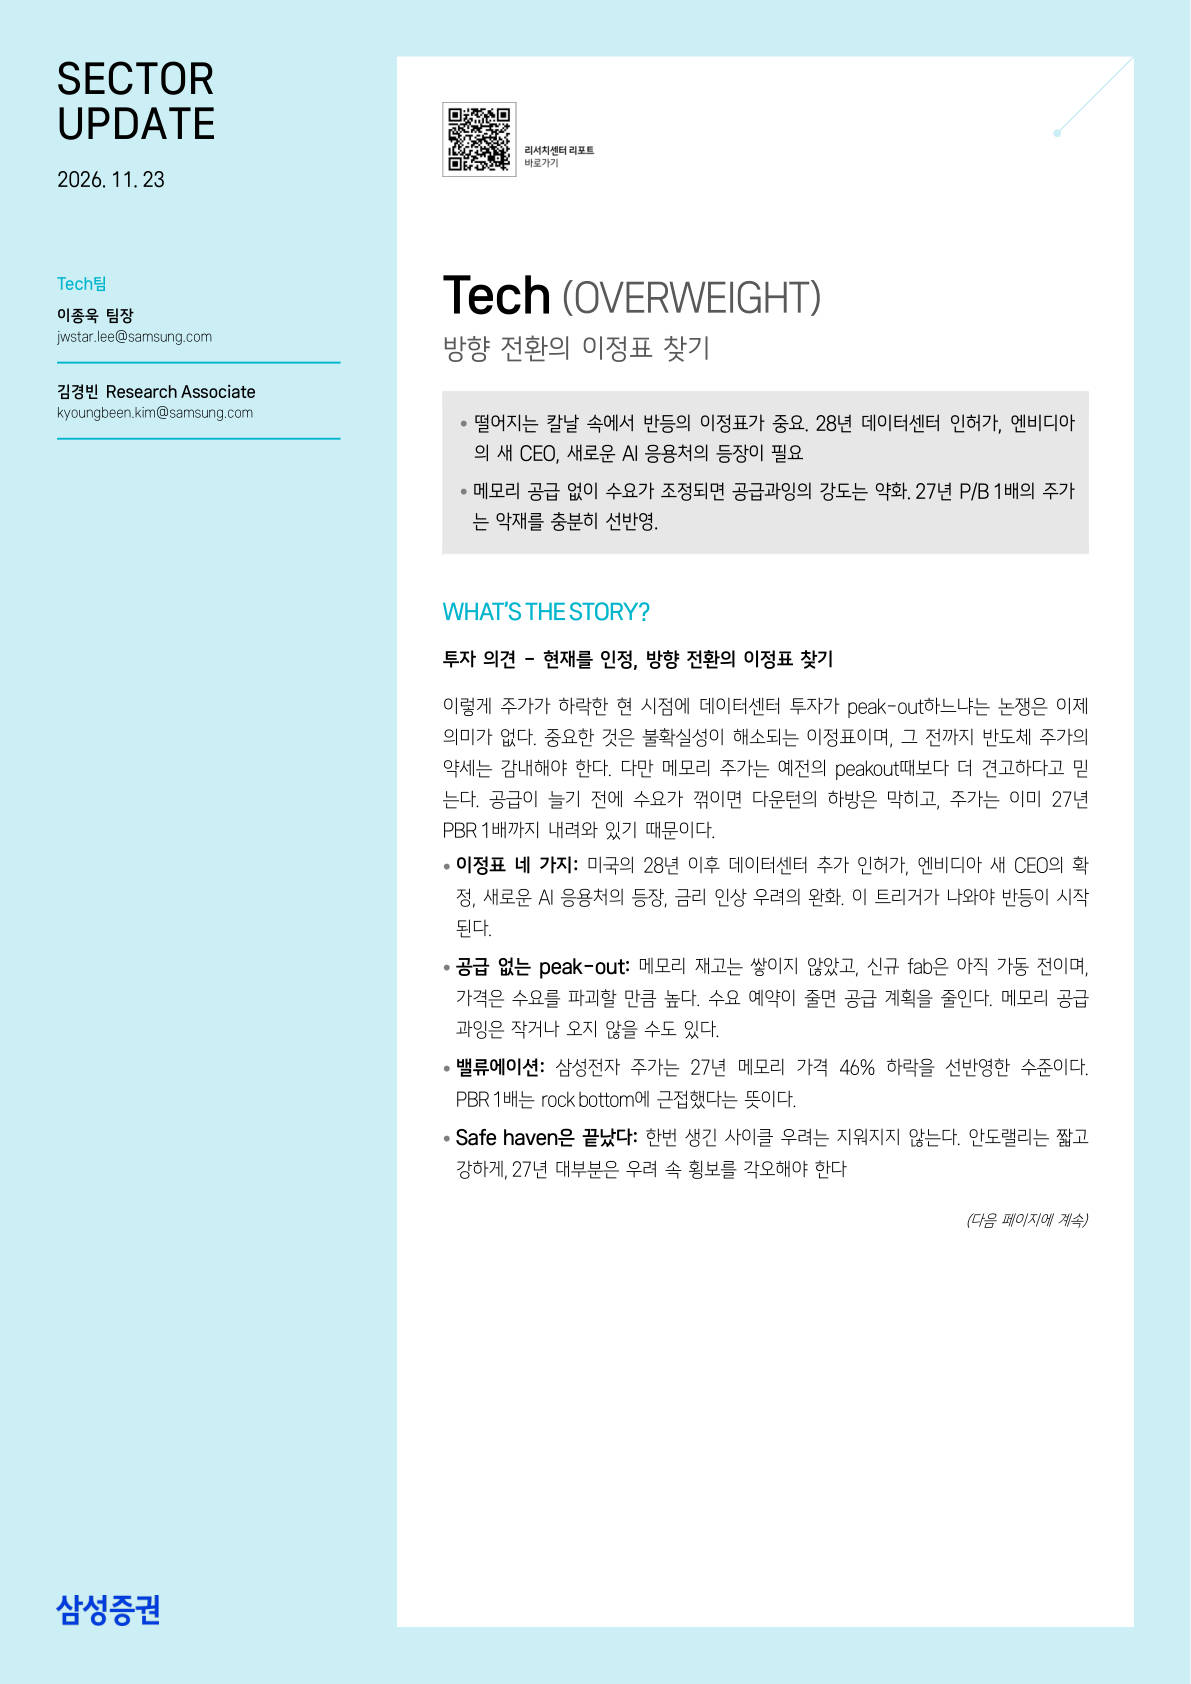 SECTOR
UPDATE
2026. 11. 23
Tech팀
이종욱 팀장
jwstar.lee@samsung.com
김경빈 Research Associate
kyoungbeen.kim@samsung.com
리서치센터 리포트
바로가기
Tech (OVERWEIGHT)
방향 전환의 이정표 찾기
• 떨어지는 칼날 속에서 반등의 이정표가 중요. 28년 데이터센터 인허가, 엔비디아
의 새 CEO, 새로운 AI 응용처의 등장이 필요
• 메모리 공급 없이 수요가 조정되면 공급과잉의 강도는 약화. 27년 P/B 1배의 주가
는 악재를 충분히 선반영.
WHAT'S THE STORY?
투자 의견 - 현재를 인정, 방향 전환의 이정표 찾기
이렇게 주가가 하락한 현 시점에 데이터센터 투자가 peak-out하느냐는 논쟁은 이제
의미가 없다. 중요한 것은 불확실성이 해소되는 이정표이며, 그 전까지 반도체 주가의
약세는 감내해야 한다. 다만 메모리 주가는 예전의 peakout때보다 더 견고하다고 믿
는다. 공급이 늘기 전에 수요가 꺾이면 다운턴의 하방은 막히고, 주가는 이미 27년
PBR 1배까지 내려와 있기 때문이다.
• 이정표 네 가지: 미국의 28년 이후 데이터센터 추가 인허가, 엔비디아 새 CEO의 확
정, 새로운 AI 응용처의 등장, 금리 인상 우려의 완화. 이 트리거가 나와야 반등이 시작
된다.
• 공급 없는 peak-out: 메모리 재고는 쌓이지 않았고, 신규 fab은 아직 가동 전이며,
가격은 수요를 파괴할 만큼 높다. 수요 예약이 줄면 공급 계획을 줄인다. 메모리 공급
과잉은 작거나 오지 않을 수도 있다.
• 밸류에이션: 삼성전자 주가는 27년 메모리 가격 46% 하락을 선반영한 수준이다.
PBR 1배는 rock bottom에 근접했다는 뜻이다.
• Safe haven은 끝났다: 한번 생긴 사이클 우려는 지워지지 않는다. 안도랠리는 짧고
강하게, 27년 대부분은 우려 속 횡보를 각오해야 한다
(다음 페이지에 계속)
삼성증권